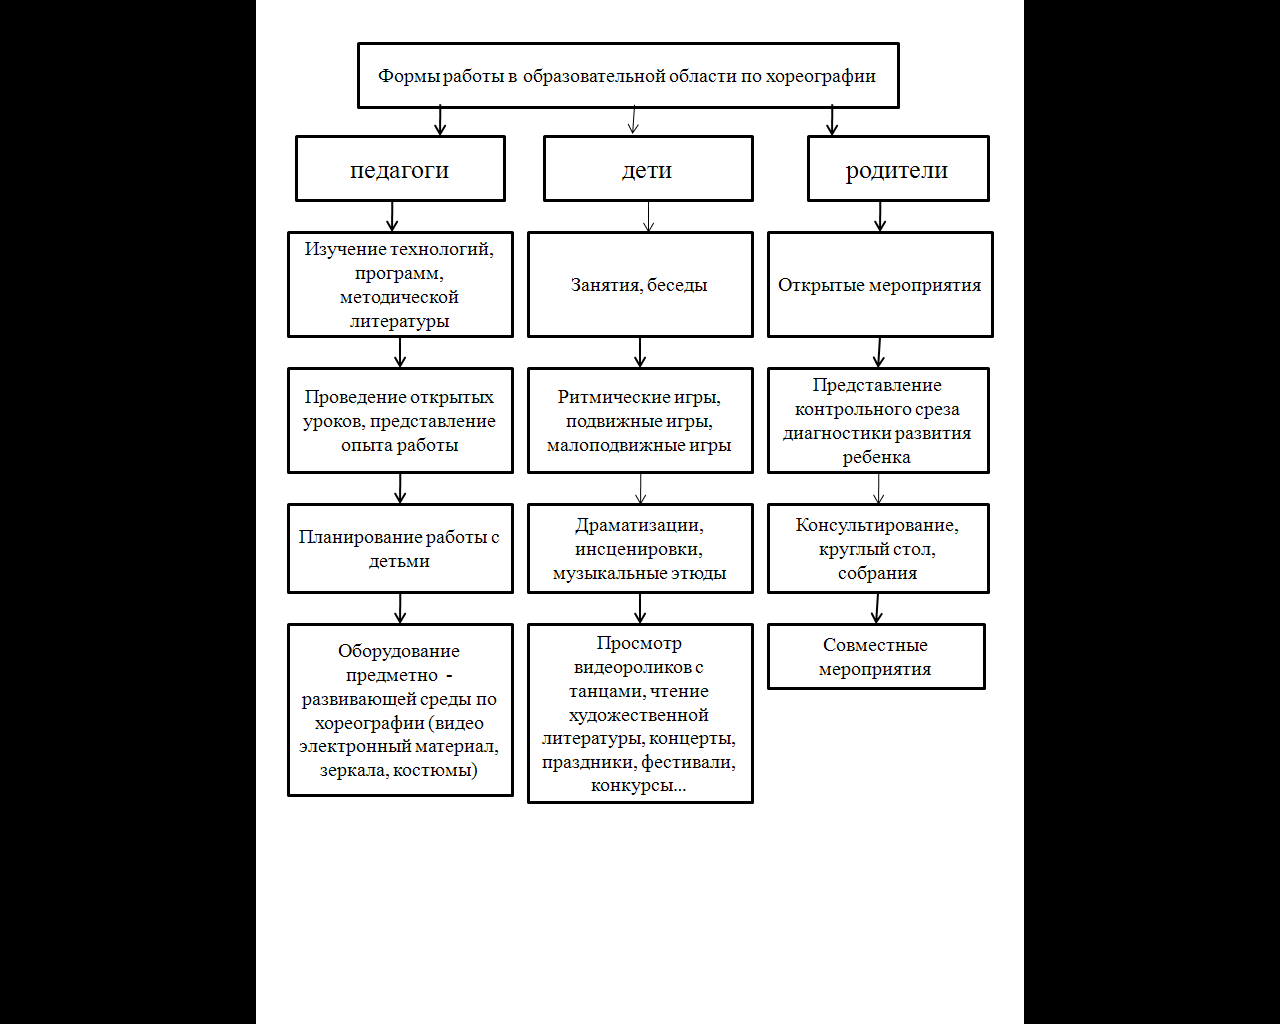 Формы работы в образовательной области по хореографии
педагоги
дети
родители
Изучение технологий,
программ,
методической
литературы
Занятия, беседы
Открытые мероприятия
Проведение открытых
уроков, представление
опыта работы
Ритмические игры,
подвижные игры,
малоподвижные игры
Представление
контрольного среза
диагностики развития
ребенка
Планирование работы с
детьми
Драматизации,
инсценировки,
музыкальные этюды
Консультирование,
круглый стол,
собрания
Оборудование
предметно -
развивающей среды по
хореографии (видео
электронный материал,
зеркала, костюмы)
Просмотр
видеороликов с
танцами, чтение
художественной
литературы, концерты,
праздники, фестивали,
конкурсы...
Совместные
мероприятия